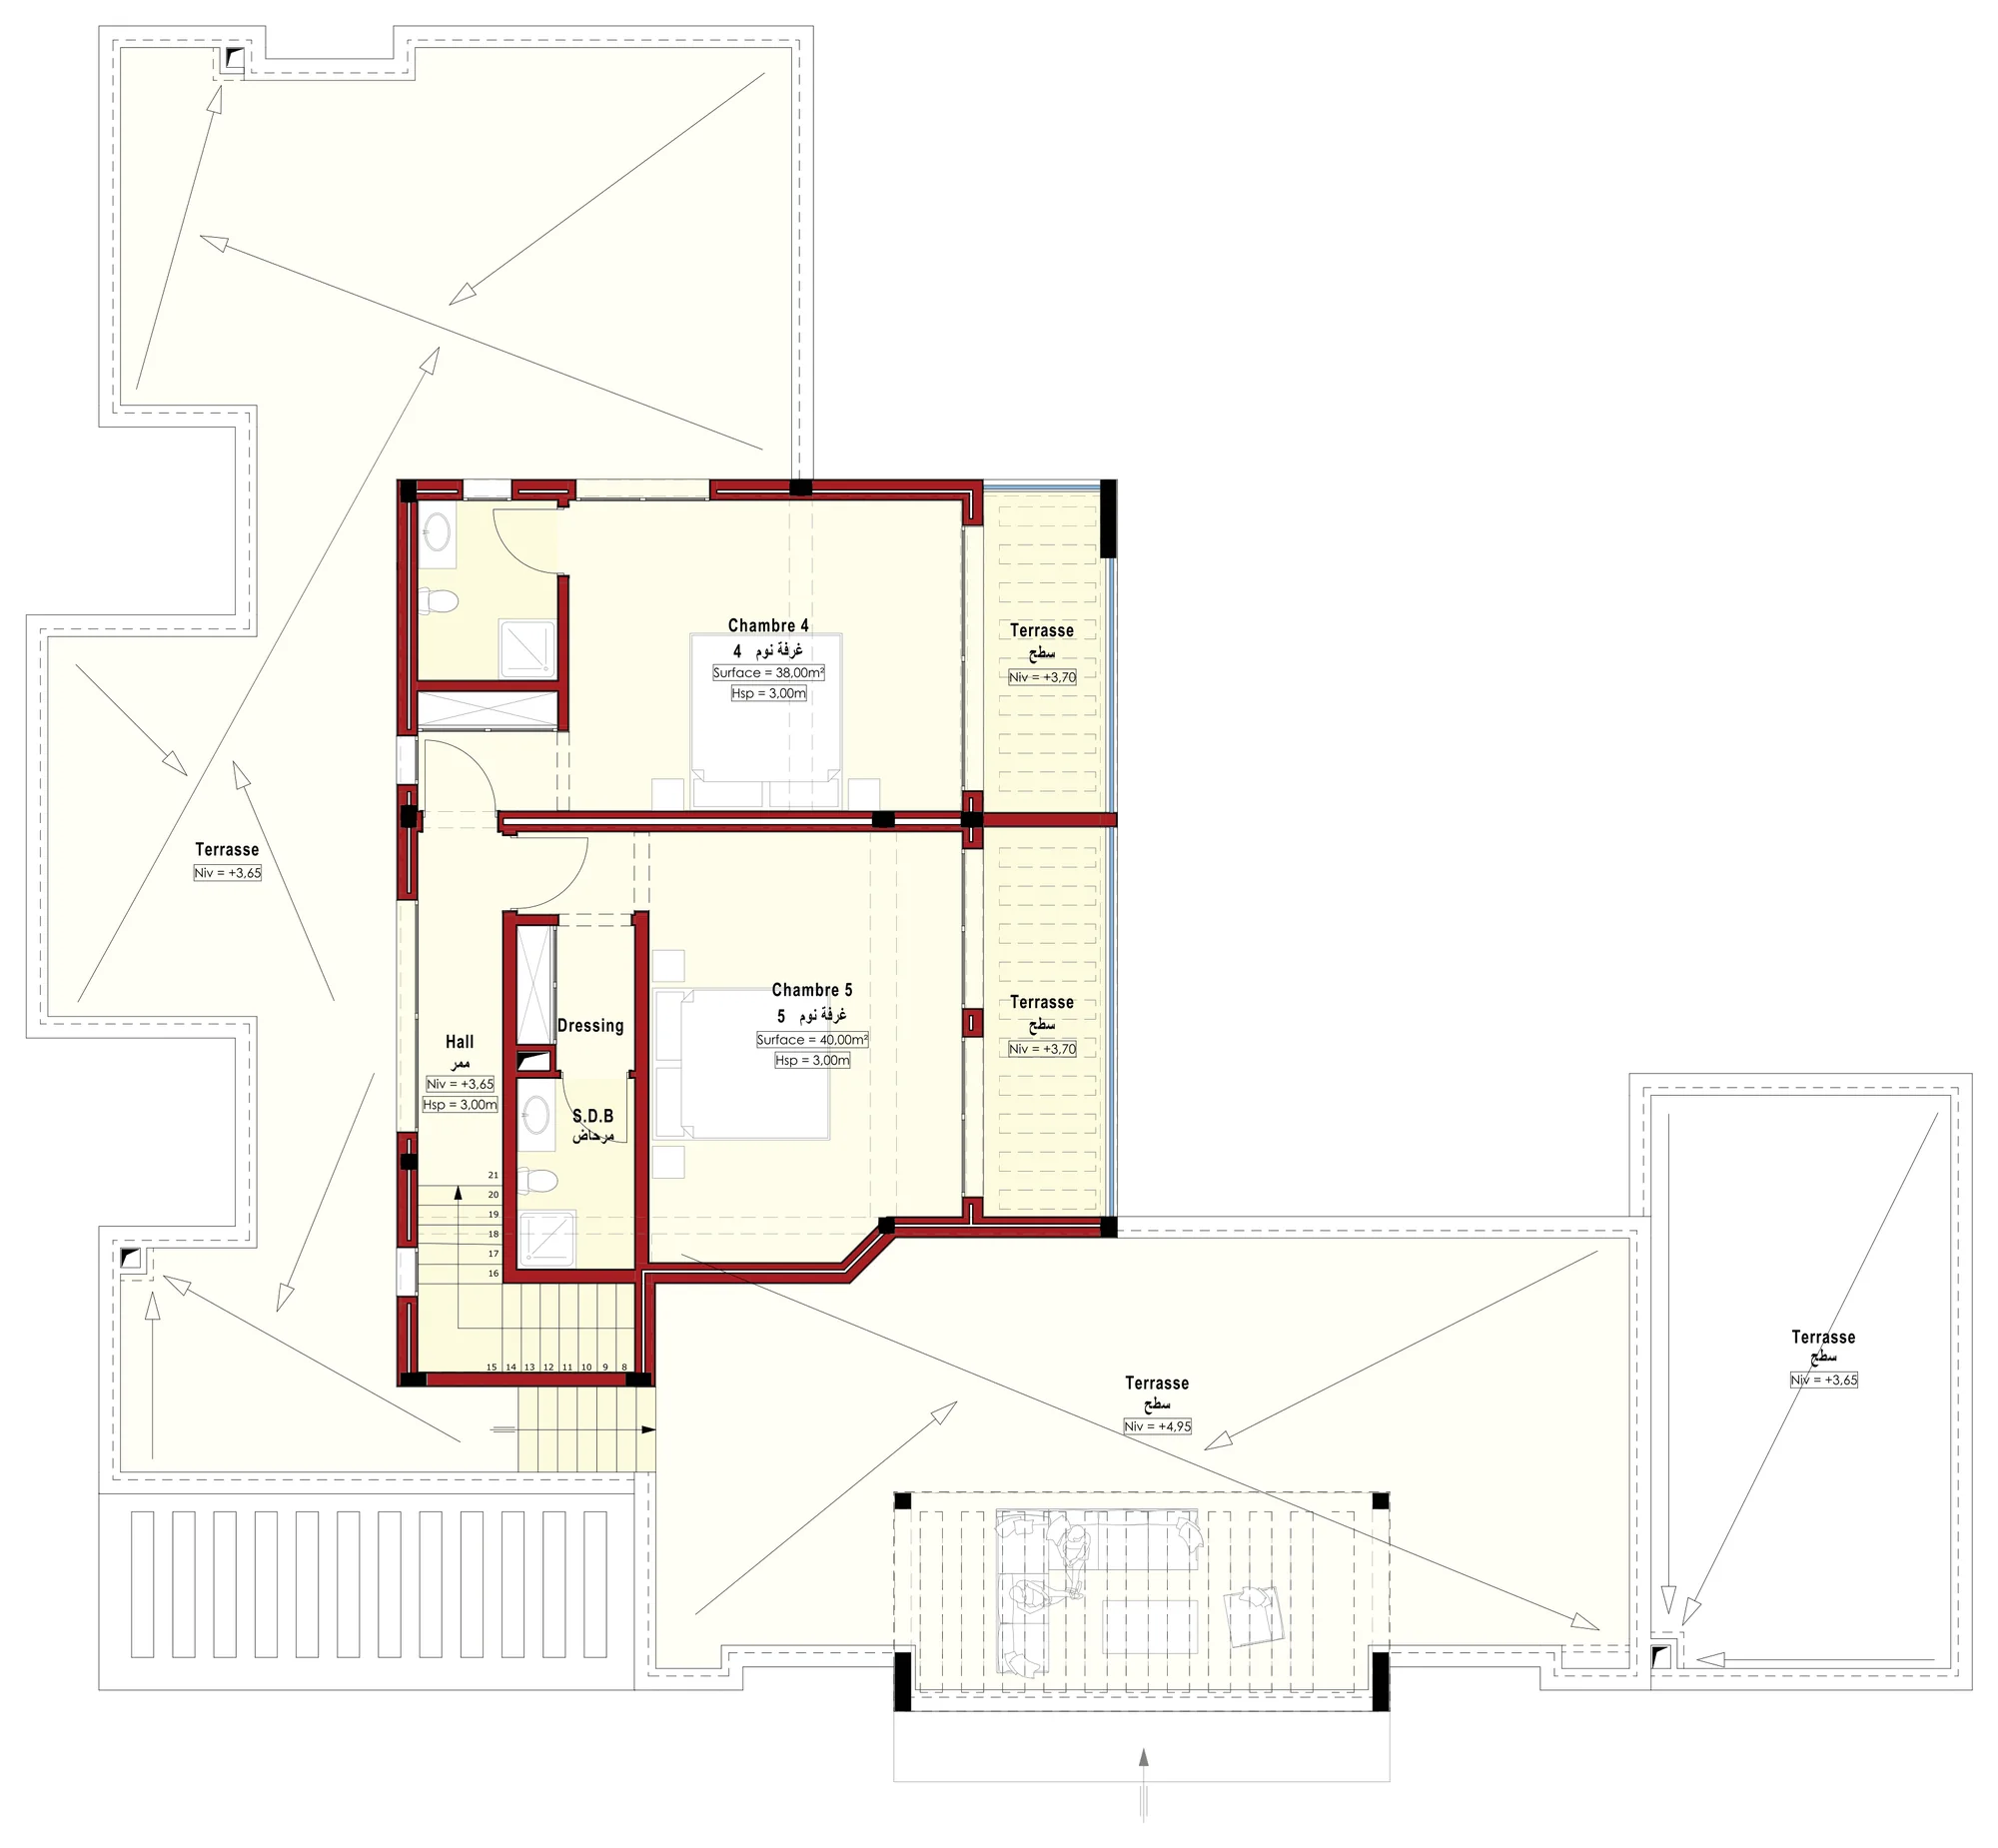 Chambre 4
غرفة نوم 4
Surface = 38,00m²
Hsp = 3,00m
Terrasse
سطح
Niv = +3,70
Terrasse
Niv = +3,65
Chambre 5
غرفة نوم 5
Surface = 40,00m²
Hsp = 3,00m
Terrasse
سطح
Niv = +3,70
Dressing
Hall
ممر
Niv = +3,65
Hsp = 3,00m
S.D.B
مرحاض
21
20
19
18
17
16
15 14 13 12 11 10 9 8
Terrasse
سطح
Niv = +4,95
Terrasse
سطح
Niv = +3,65